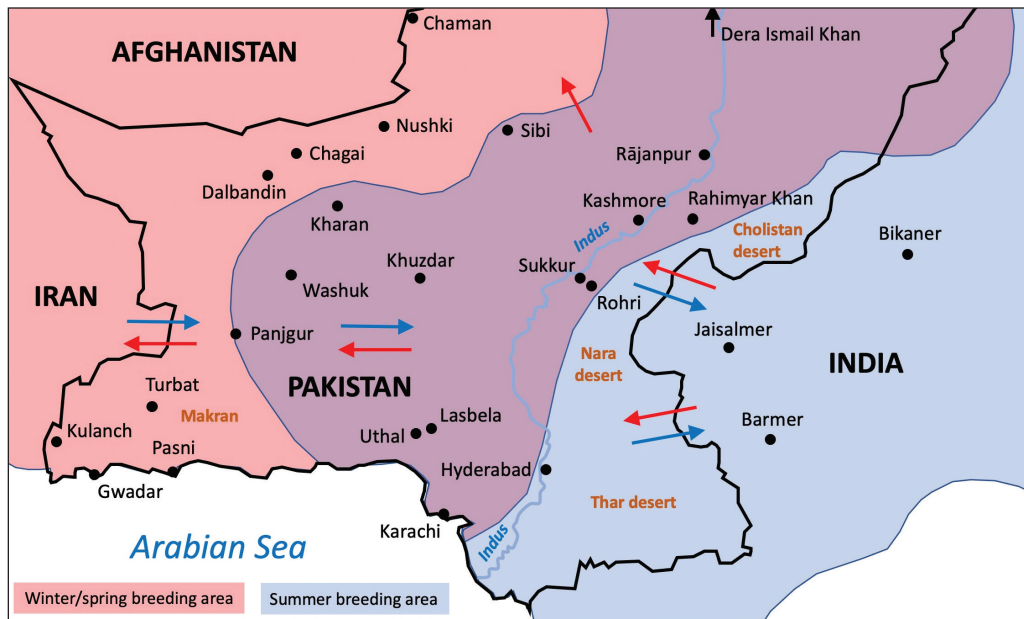 Chaman
Dera Ismail Khan
AFGHANISTAN
Nushki
Sibi
Chagai
Rājanpur
Dalbandin
Kashmore
Rahimyar Khan
Kharan
Indus
Cholistan
desert
Bikaner
Khuzdar
Sukkur
Washuk
IRAN
Rohri
Panjgur
Jaisalmer
Nara
desert
INDIA
PAKISTAN
Turbat
Makran
Lasbela
Barmer
Kulanch
Uthal
Pasni
Hyderabad
Gwadar
Thar desert
Karachi
Indus
Arabian Sea
Winter/spring breeding area
Summer breeding area